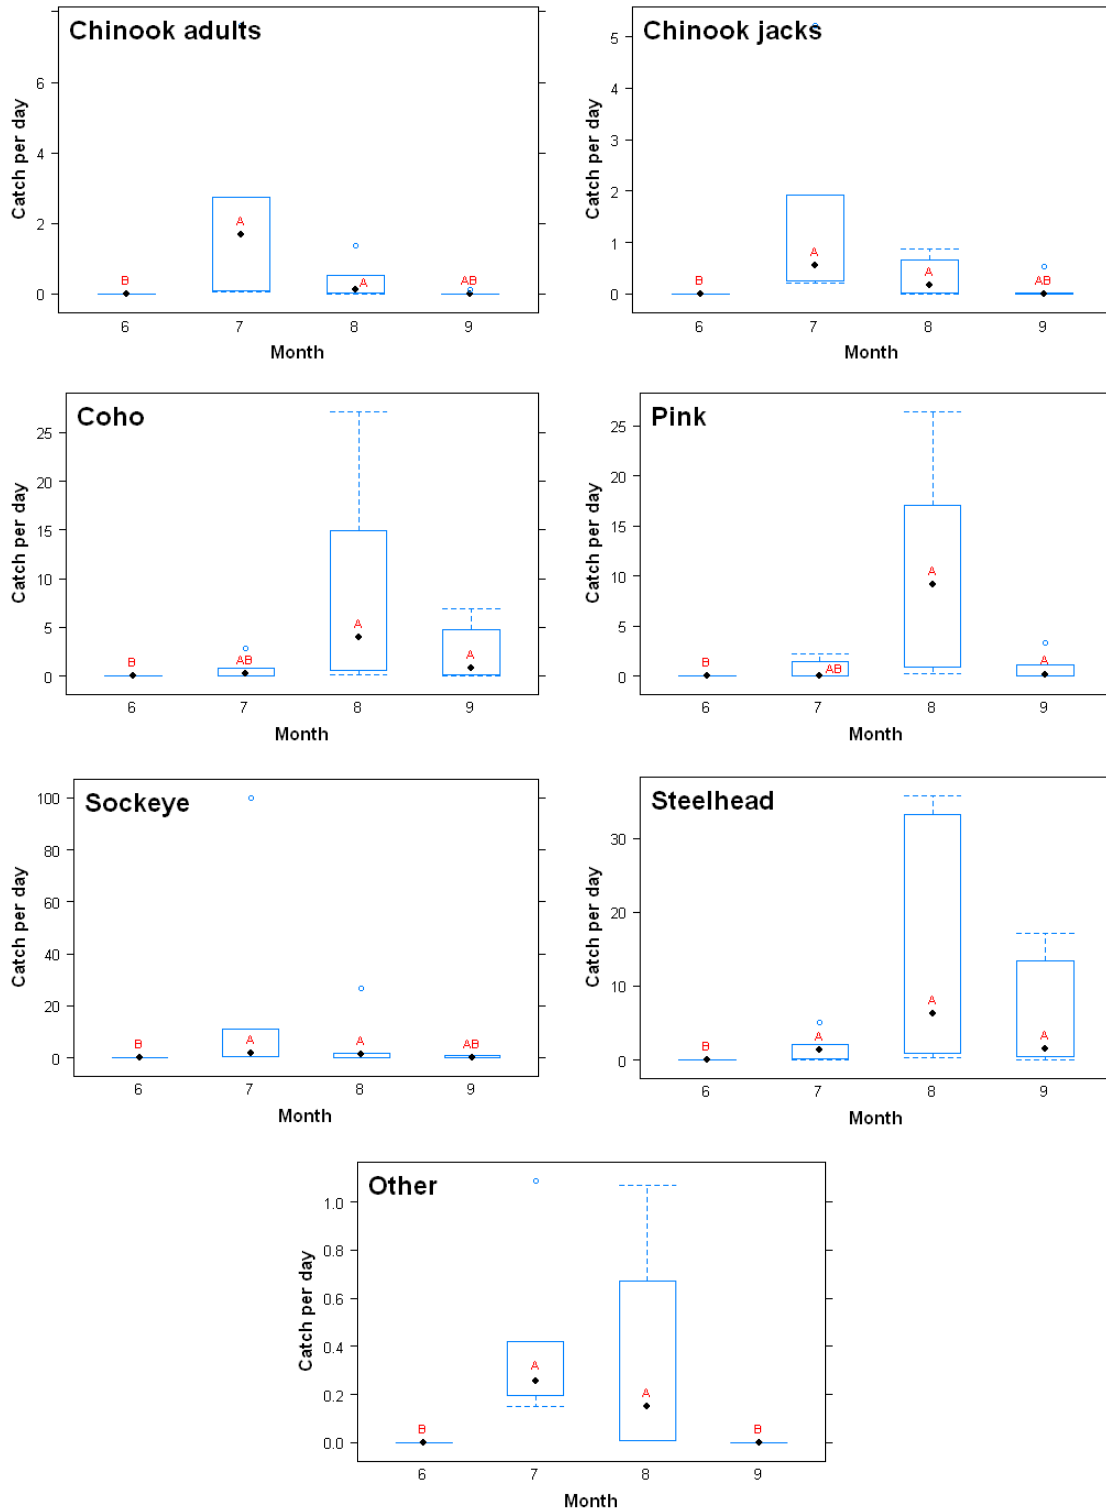 Chinook adults
Catch per day
6
4
2
0
B
A
A
AB
6 7 8 9
Month
Chinook jacks
Catch per day
5
4
3
2
1
0
B
A
A
AB
6 7 8 9
Month
Coho
Catch per day
25
20
15
10
5
0
B
AB
A
A
6 7 8 9
Month
Pink
Catch per day
25
20
15
10
5
0
B
AB
A
A
6 7 8 9
Month
Sockeye
Catch per day
100
80
60
40
20
0
B
A
A
AB
6 7 8 9
Month
Steelhead
Catch per day
30
20
10
0
B
A
A
A
6 7 8 9
Month
Other
Catch per day
1.0
0.8
0.6
0.4
0.2
0.0
B
A
A
B
6 7 8 9
Month